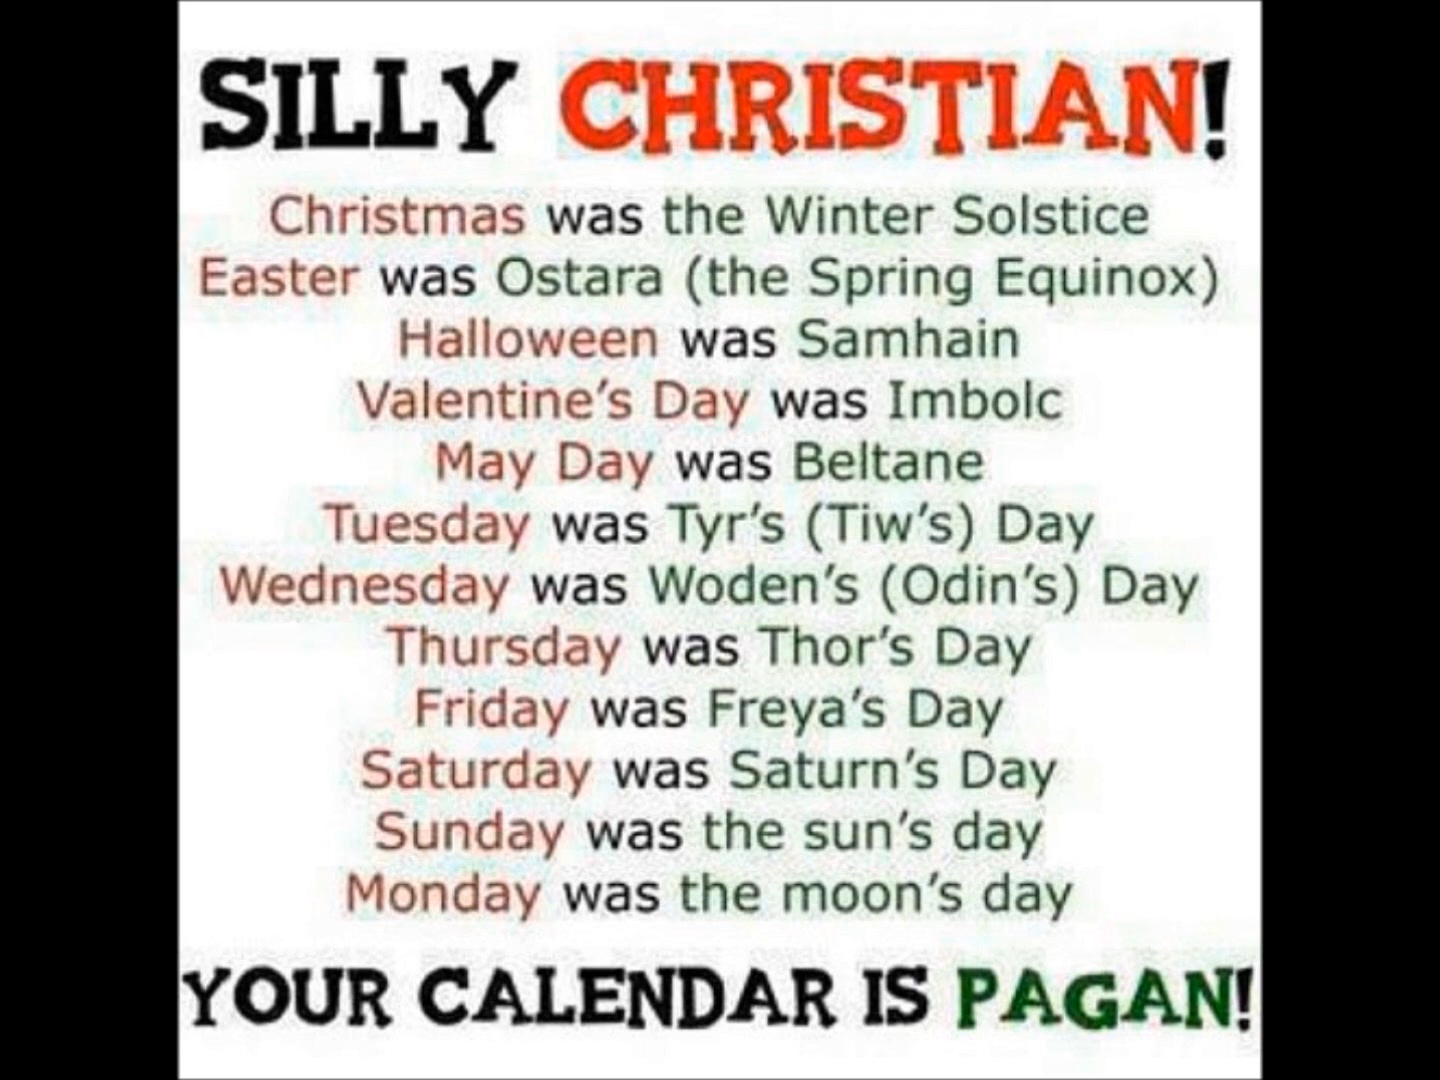 SILLY CHRISTIAN!
Christmas was the Winter Solstice
Easter was Ostara (the Spring Equinox)
Halloween was Samhain
Valentine's Day was Imbolc
May Day was Beltane
Tuesday was Tyr's (Tiw's) Day
Wednesday was Woden's (Odin's) Day
Thursday was Thor's Day
Friday was Freya's Day
Saturday was Saturn's Day
Sunday was the sun's day
Monday was the moon's day
YOUR CALENDAR IS PAGAN!